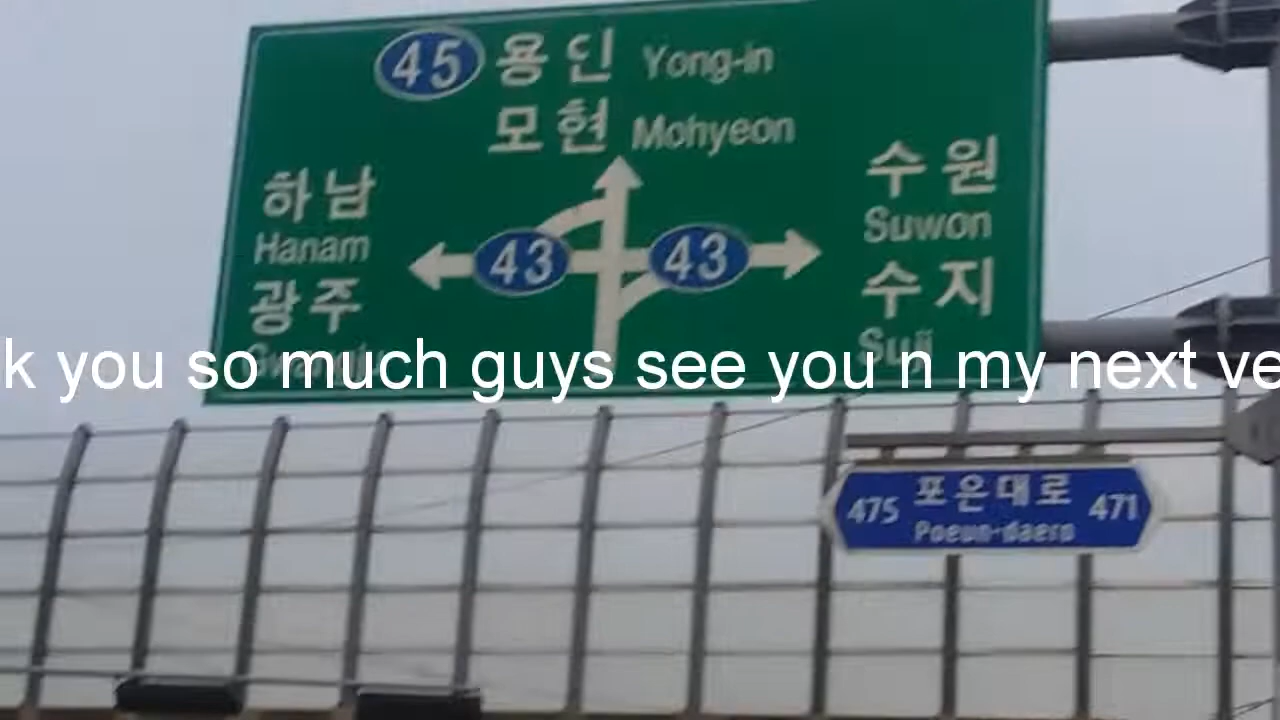 45 용인 Yong-in
모현 Mohyeon
하남
Hanam
광주
43
43
수원
Suwon
수지
Suji
k you so much guys see you n my next ve
475 포은대로 471
Poeun-daero